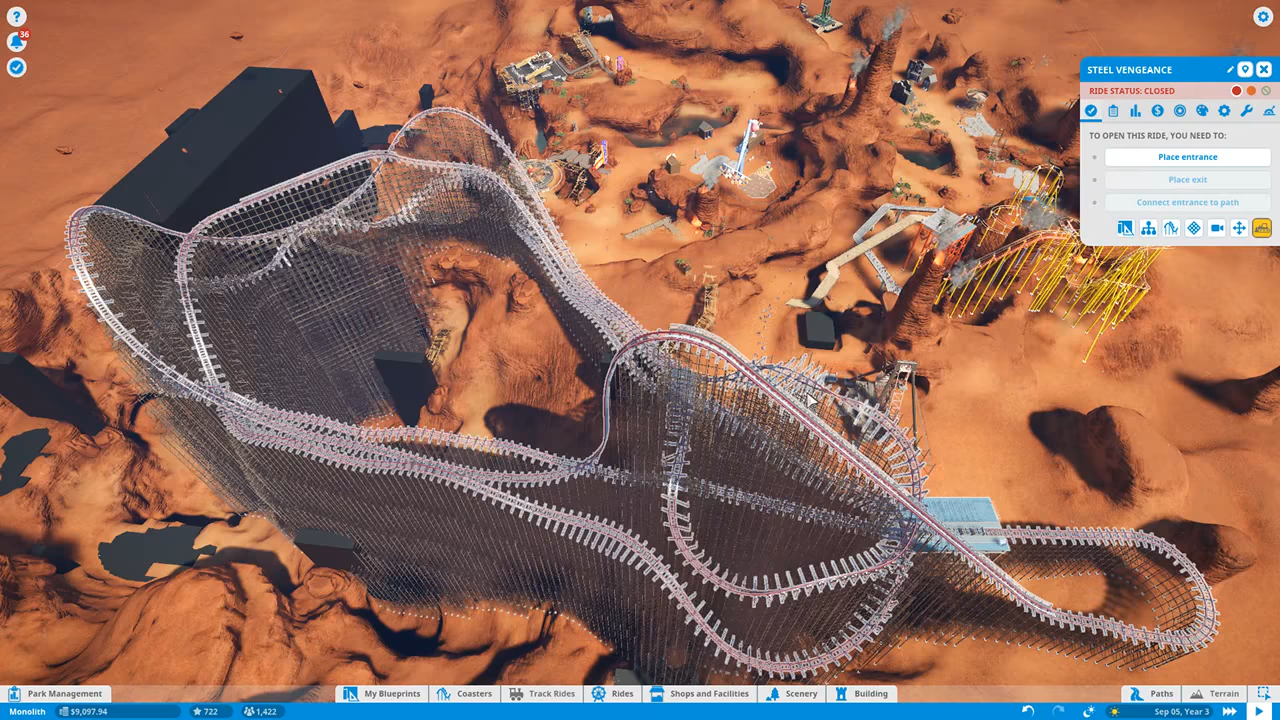 ?
36
STEEL VENGEANCE
RIDE STATUS: CLOSED
TO OPEN THIS RIDE, YOU NEED TO:
Place entrance
Place exit
Connect entrance to path
Park Management
My Blueprints
Coasters
Track Rides
Rides
Shops and Facilities
Scenery
Building
Paths
Terrain
Monolith
$9,097.94
722
1,422
Sep 05, Year 3